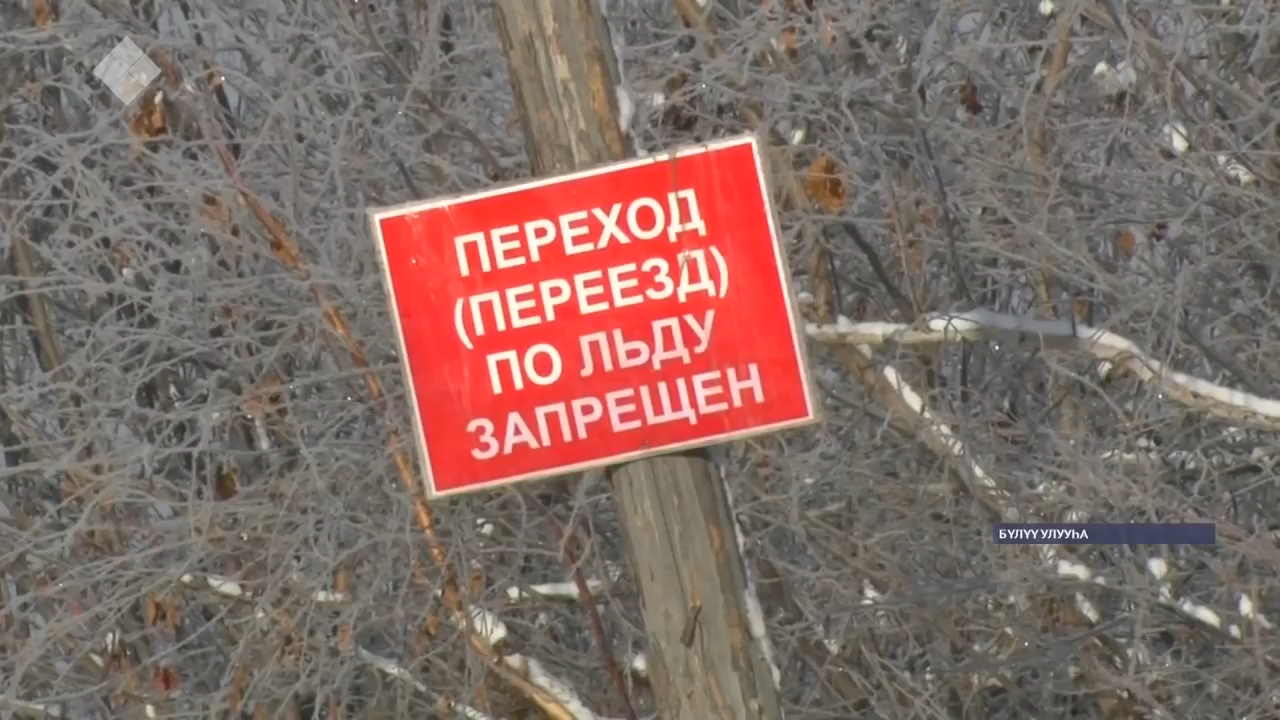 ПЕРЕХОД
(ПЕРЕЕЗД)
ПО ЛЬДУ
ЗАПРЕЩЕН
БҮЛҮҮ УЛУУҺА